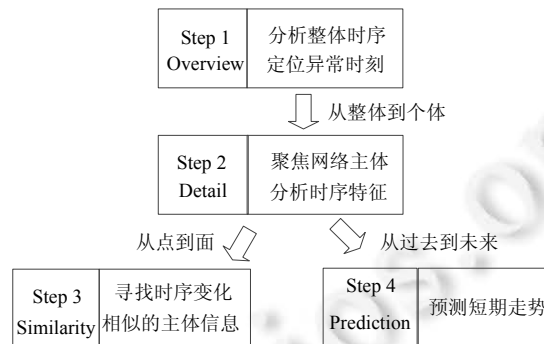 Step 1
Overview
分析整体时序
定位异常时刻
从整体到个体
Step 2
Detail
聚焦网络主体
分析时序特征
从点到面
从过去到未来
Step 3
Similarity
寻找时序变化
相似的主体信息
Step 4
Prediction
预测短期走势